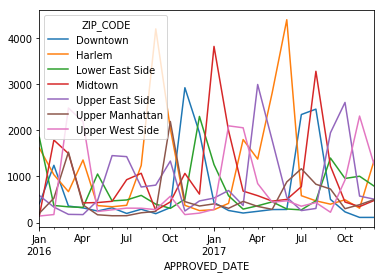 ZIP_CODE
Downtown
Harlem
Lower East Side
Midtown
Upper East Side
Upper Manhattan
Upper West Side
4000
3000
2000
1000
0
Jan Apr Jul Oct Jan Apr Jul Oct
2016 2017
APPROVED_DATE